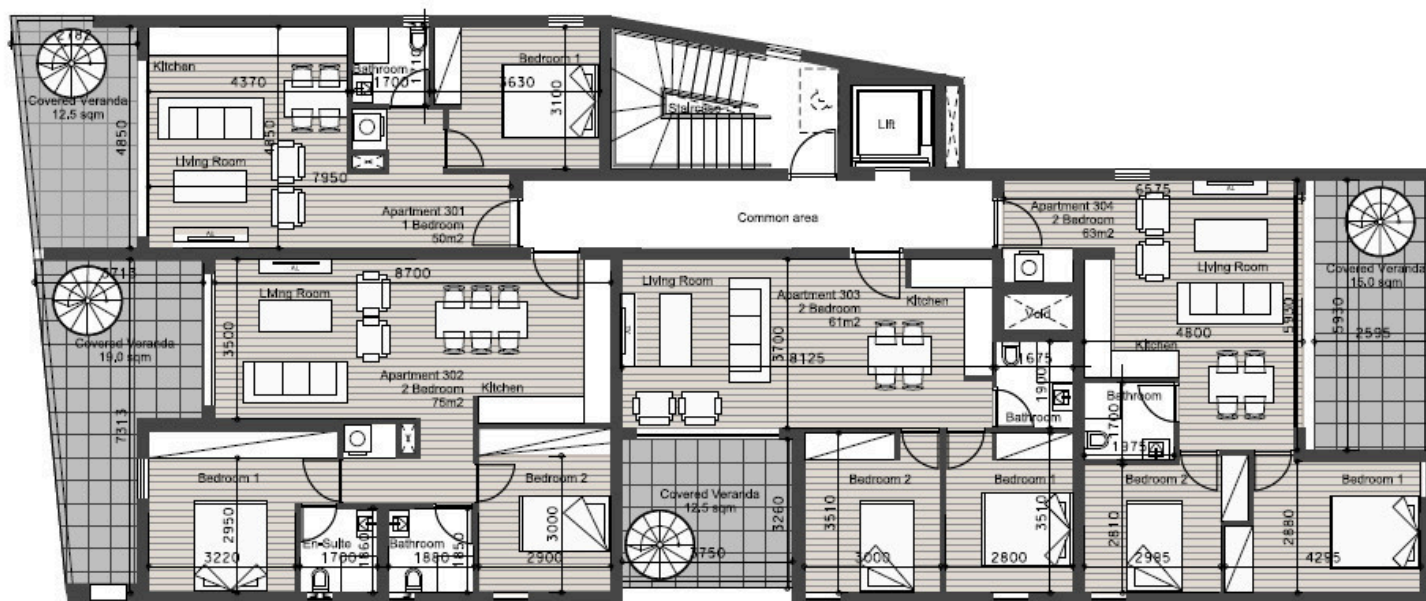 2782
Kitchen
4370
Covered Veranda
12.5 sqm
4850
4850
Living Room
7950
Apartment 301
1 Bedroom
50m2
Bathroom
1700
Bedroom 1
3630
3100
Staircase
Lift
Common area
6575
Apartment 304
2 Bedroom
63m2
Living Room
Covered Veranda
15.0 sqm
5930
5930
2595
4800
Kitchen
Void
8700
Living Room
Covered Veranda
19.0 sqm
3500
7313
Apartment 302
2 Bedroom
Kitchen
Living Room
Apartment 303
2 Bedroom
61m2
Kitchen
3700
8125
1675
1900
Bathroom
Bathroom
1700
1975
Bedroom 1
2950
3220
En-Suite
1700
1860
Bathroom
1880
1850
Bedroom 2
3000
2900
Covered Veranda
12.5 sqm
3260
3750
Bedroom 2
3510
3000
Bedroom 1
3510
2800
Bedroom 2
2810
2995
Bedroom 1
2880
4295